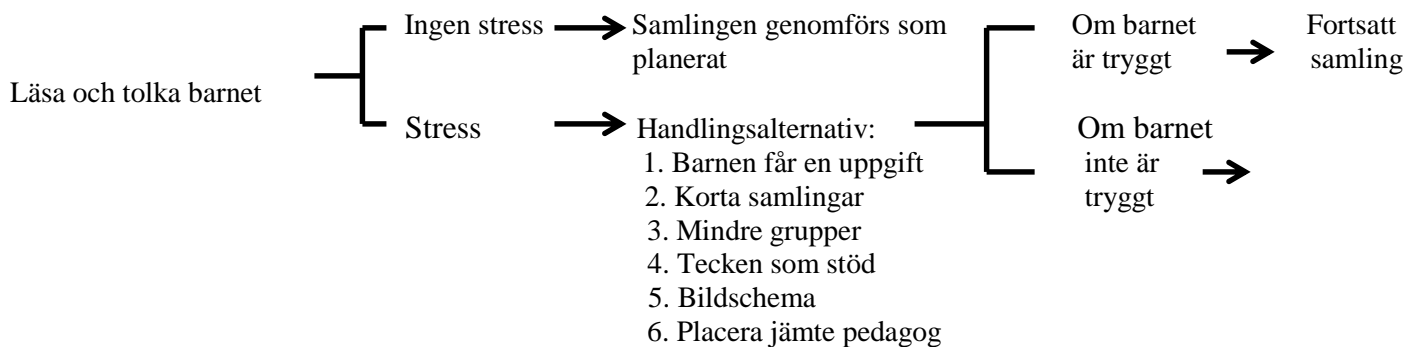 Läsa och tolka barnet
Ingen stress
Samlingen genomförs som
planerat
Stress
Handlingsalternativ:
1. Barnen får en uppgift
2. Korta samlingar
3. Mindre grupper
4. Tecken som stöd
5. Bildschema
6. Placera jämte pedagog
Om barnet
är tryggt
Fortsatt
samling
Om barnet
inte är
tryggt